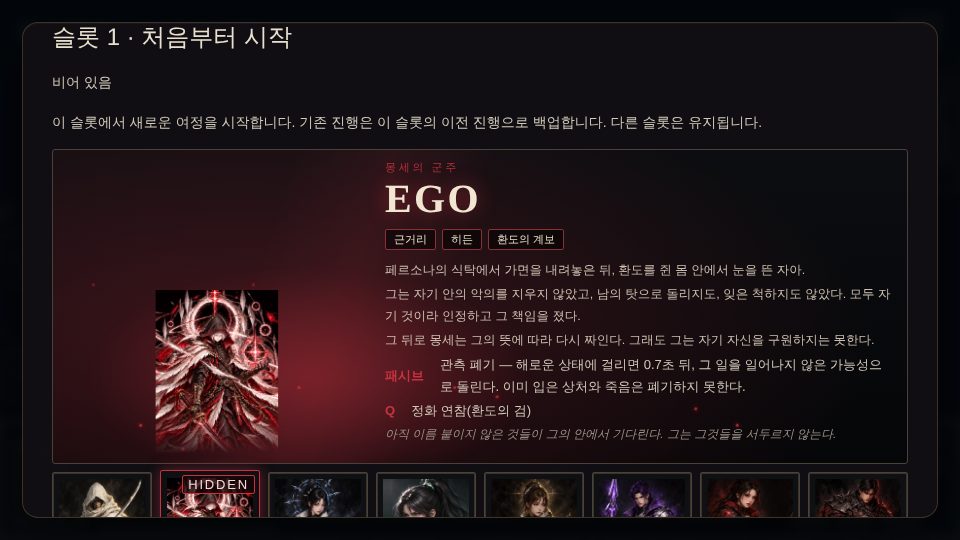 슬롯 1 · 처음부터 시작
비어 있음
이 슬롯에서 새로운 여정을 시작합니다. 기존 진행은 이 슬롯의 이전 진행으로 백업합니다. 다른 슬롯은 유지됩니다.
몽세의 군주
EGO
근거리 히든 환도의 계보
페르소나의 식탁에서 가면을 내려놓은 뒤, 환도를 쥔 몸 안에서 눈을 뜬 자아.
그는 자기 안의 악의를 지우지 않았고, 남의 탓으로 돌리지도, 잊은 척하지도 않았다. 모두 자
기 것이라 인정하고 그 책임을 졌다.
그 뒤로 몽세는 그의 뜻에 따라 다시 짜인다. 그래도 그는 자기 자신을 구원하지는 못한다.
패시브 관측 폐기 — 해로운 상태에 걸리면 0.7초 뒤, 그 일을 일어나지 않은 가능성으
로 돌린다. 이미 입은 상처와 죽음은 폐기하지 못한다.
Q 정화 연참(환도의 검)
아직 이름 붙이지 않은 것들이 그의 안에서 기다린다. 그는 그것들을 서두르지 않는다.
HIDDEN